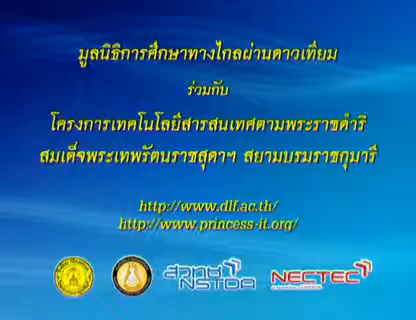 มูลนิธิการศึกษาทางไกลผ่านดาวเทียม
ร่วมกับ
โครงการเทคโนโลยีสารสนเทศตามพระราชดำริ
สมเด็จพระเทพรัตนราชสุดาฯ สยามบรมราชกุมารี
http://www.dlf.ac.th/
http://www.princess-it.org/
สวทช
NSTDA
NECTEC